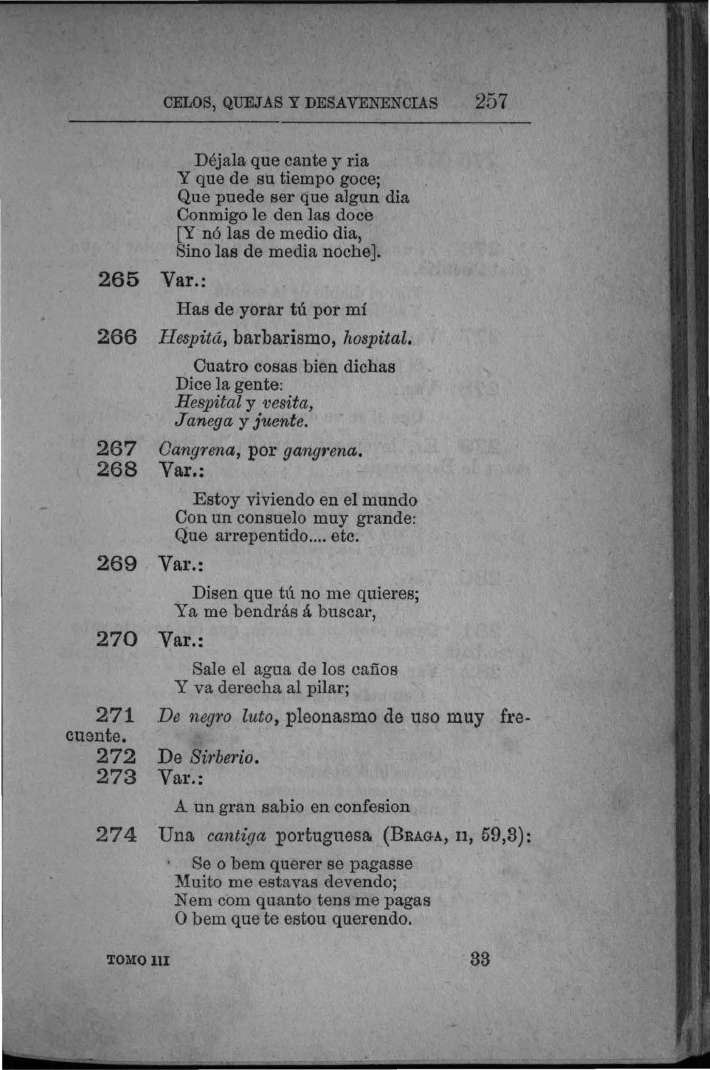 CELOS, QUEJAS Y DESAVENENCIAS 257
Déjala que cante y ria
Y que de su tiempo goce;
Que puede ser que algun dia
Conmigo le den las doce
[Y nó las de medio dia,
Sino las de media noche].
265 Var.:
Has de yorar tú por mí
266 Hespitá, barbarismo, hospital.
Cuatro cosas bien dichas
Dice la gente:
Hespital y vesita,
Janega y juente.
267 Cangrena, por gangrena.
268 Var.:
Estoy viviendo en el mundo
Con un consuelo muy grande:
Que arrepentido.... etc.
269 Var.:
Disen que tú no me quieres;
Ya me bendrás á buscar,
270 Var.:
Sale el agua de los caños
Y va derecha al pilar;
271 De negro luto, pleonasmo de uso muy fre-
cuente.
272 De Sirberio.
273 Var.:
A un gran sabio en confesion
274 Una cantiga portuguesa (BRAGA, II, 59,3):
Se o bem querer se pagasse
Muito me estavas devendo;
Nem com quanto tens me pagas
O bem que te estou querendo.
TOMO III 33